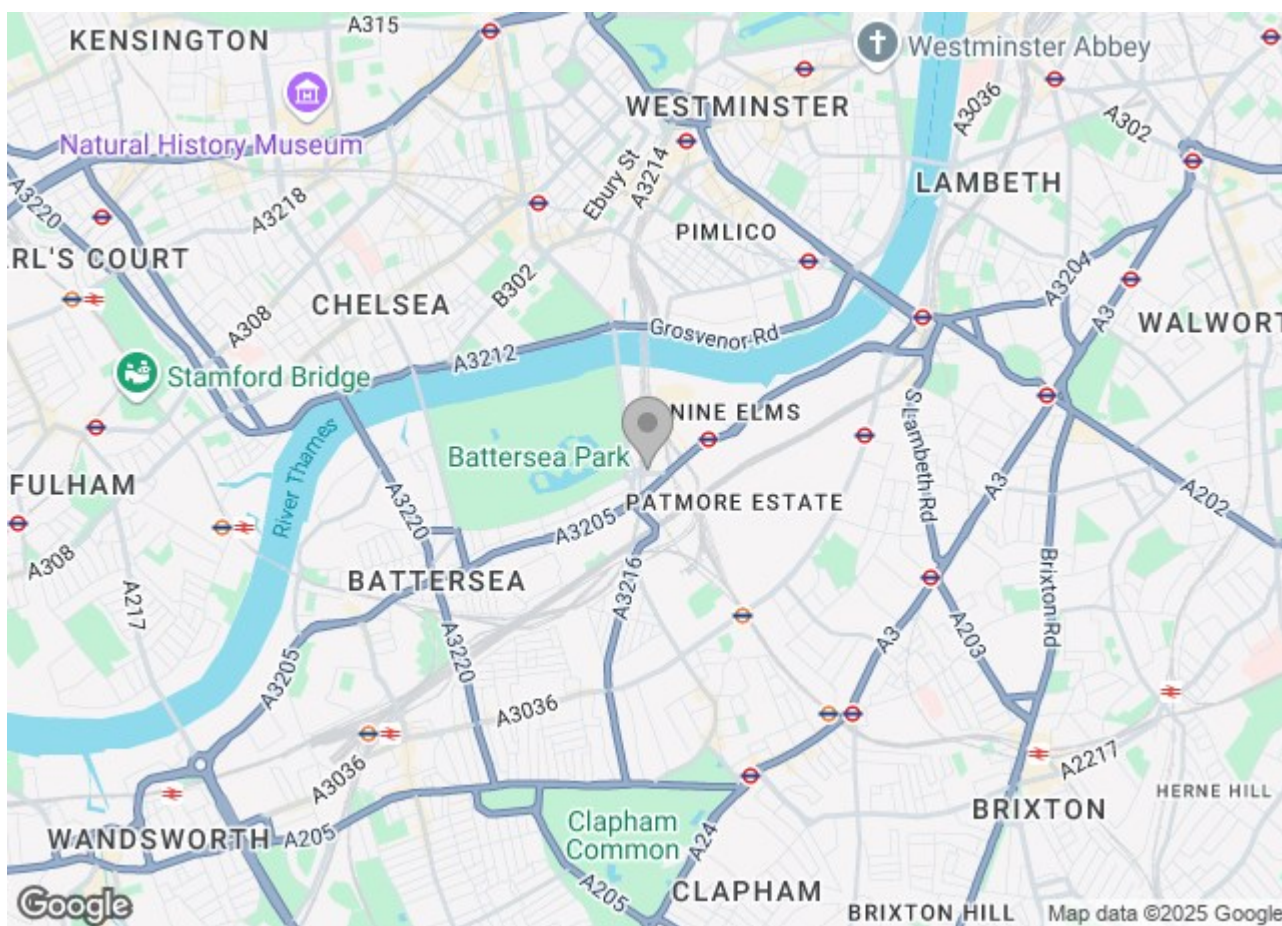 A315
KENSINGTON
Westminster Abbey
WESTMINSTER
A3036
A302
Natural History Museum
Ebury St
A3214
LAMBETH
A3220
A3218
PIMLICO
RL'S COURT
A3204
B302
CHELSEA
A308
A3
WALWORT
Grosvenor Rd
A3212
Stamford Bridge
NINE ELMS
S Lambeth Rd
River Thames
Battersea Park
FULHAM
A3220
PATMORE ESTATE
A3
A202
A3205
A308
A217
BATTERSEA
A3216
Brixton Rd
A3220
A3
A203
A3205
A3036
A3036
A2217
HERNE HILL
BRIXTON
WANDSWORTH
A205
Clapham
Common
A24
A205
CLAPHAM
Google
BRIXTON HILL
Map data ©2025 Google